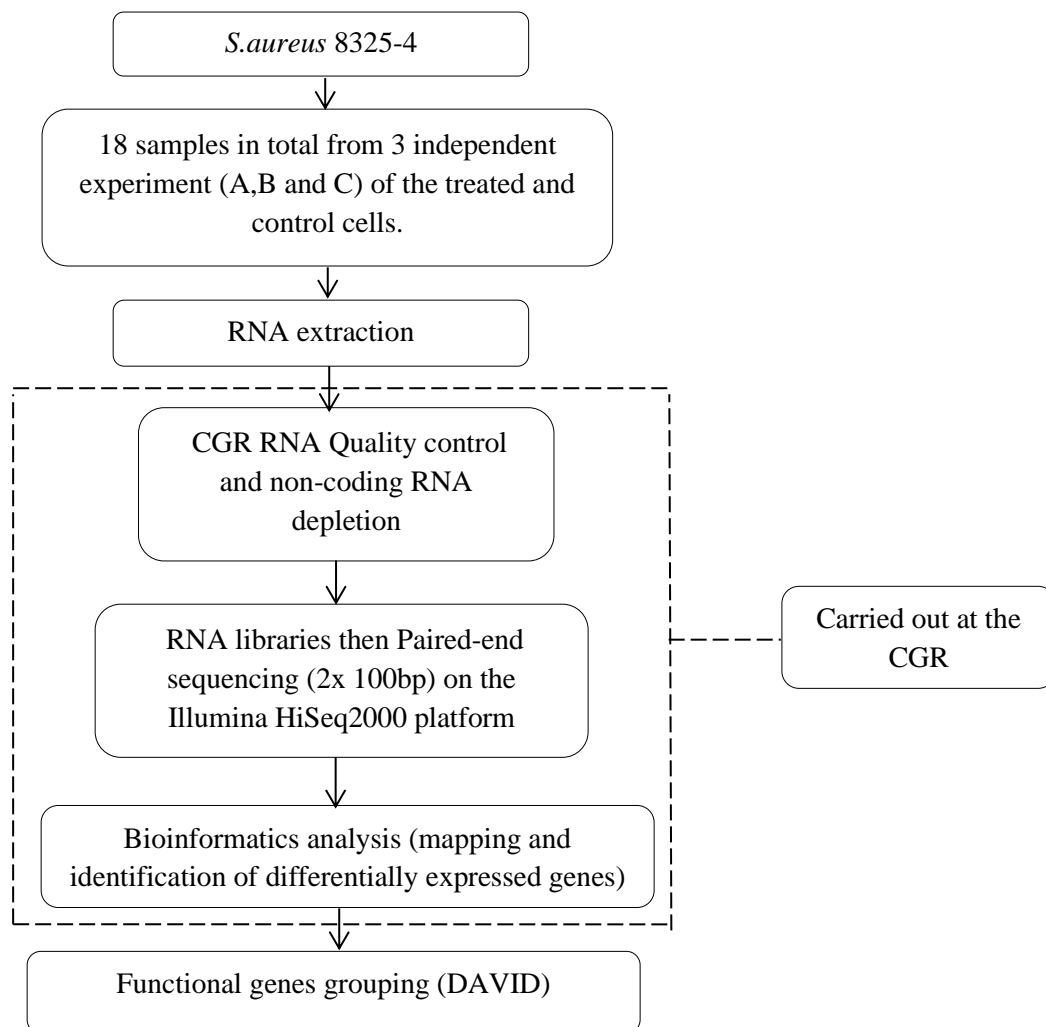 S.aureus 8325-4
18 samples in total from 3 independent
experiment (A,B and C) of the treated and
control cells.
RNA extraction
CGR RNA Quality control
and non-coding RNA
depletion
RNA libraries then Paired-end
sequencing (2x 100bp) on the
Illumina HiSeq2000 platform
Carried out at the
CGR
Bioinformatics analysis (mapping and
identification of differentially expressed genes)
Functional genes grouping (DAVID)